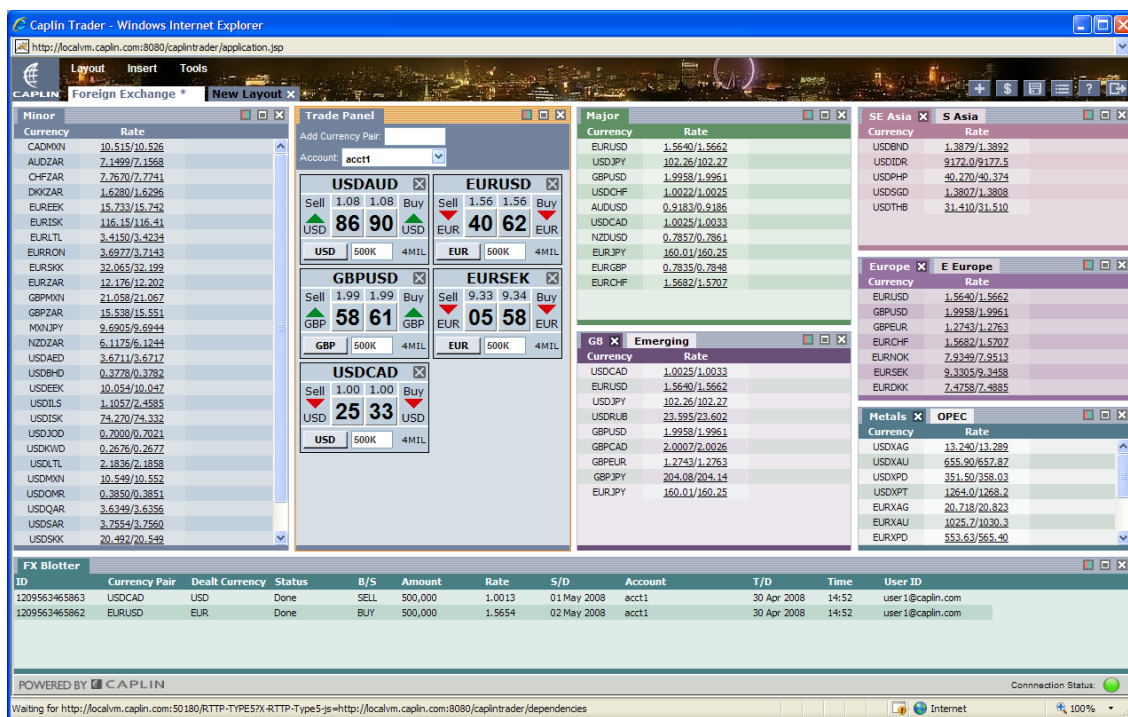 Caplin Trader - Windows Internet Explorer
http://localvm.caplin.com:8080/caplintrader/application.jsp
Layout Insert Tools
CAPLIN
Foreign Exchange * New Layout x
Minor
Currency Rate
CADMXN 10.515/10.526
AUDZAR 7.1499/7.1568
CHFZAR 7.7670/7.7741
DKKZAR 1.6280/1.6296
EUREEK 15.733/15.742
EURISK 116.15/116.41
EURLTL 3.4150/3.4234
EURRON 3.6977/3.7143
EURSKK 32.065/32.199
EURZAR 12.176/12.202
GBPMXN 21.058/21.067
GBPZAR 15.538/15.551
MXNJPY 9.6905/9.6944
NZDZAR 6.1175/6.1244
USDAED 3.6711/3.6717
USDBHD 0.3778/0.3782
USDEEK 10.054/10.047
USDILS 1.1057/2.4585
USDISK 74.270/74.332
USDJOD 0.7000/0.7021
USDKWD 0.2676/0.2677
USDLTL 2.1836/2.1858
USDMXN 10.549/10.552
USDOMR 0.3850/0.3851
USDQAR 3.6349/3.6356
USDSAR 3.7554/3.7560
USDSKK 20.492/20.549
Trade Panel
Add Currency Pair:
Account: acct1
USDAUD
Sell 1.08 1.08 Buy
USD 86 90 USD
USD 500K 4MIL
EURUSD
Sell 1.56 1.56 Buy
EUR 40 62 EUR
EUR 500K 4MIL
GBPUSD
Sell 1.99 1.99 Buy
GBP 58 61 GBP
GBP 500K 4MIL
EURSEK
Sell 9.33 9.34 Buy
EUR 05 58 EUR
EUR 500K 4MIL
USDCAD
Sell 1.00 1.00 Buy
USD 25 33 USD
USD 500K 4MIL
Major
Currency Rate
EURUSD 1.5640/1.5662
USDJPY 102.26/102.27
GBPUSD 1.9958/1.9961
USDCHF 1.0022/1.0025
AUDUSD 0.9183/0.9186
USDCAD 1.0025/1.0033
NZDUSD 0.7857/0.7861
EURJPY 160.01/160.25
EURGBP 0.7835/0.7848
EURCHF 1.5682/1.5707
G8 x Emerging
Currency Rate
USDCAD 1.0025/1.0033
EURUSD 1.5640/1.5662
USDJPY 102.26/102.27
USDRUB 23.595/23.602
GBPUSD 1.9958/1.9961
GBPCAD 2.0007/2.0026
GBPEUR 1.2743/1.2763
GBPJPY 204.08/204.14
EURJPY 160.01/160.25
SE Asia x S Asia
Currency Rate
USDBND 1.3879/1.3892
USDIDR 9172.0/9177.5
USDPHP 40.270/40.374
USDSGD 1.3807/1.3808
USDTHB 31.410/31.510
Europe x E Europe
Currency Rate
EURUSD 1.5640/1.5662
GBPUSD 1.9958/1.9961
GBPEUR 1.2743/1.2763
EURCHF 1.5682/1.5707
EURNOK 7.9349/7.9513
EURSEK 9.3305/9.3458
EURDKK 7.4758/7.4885
Metals x OPEC
Currency Rate
USDXAG 13.240/13.289
USDXAU 655.90/657.87
USDXPD 351.50/358.03
USDXPT 1264.0/1268.2
EURXAG 20.718/20.823
EURXAU 1025.7/1030.3
EURXPD 553.63/565.40
FX Blotter
ID Currency Pair Dealt Currency Status B/S Amount Rate S/D Account T/D Time User ID
1209563465863 USDCAD USD Done SELL 500,000 1.0013 01 May 2008 acct1 30 Apr 2008 14:52 user1@caplin.com
1209563465862 EURUSD EUR Done BUY 500,000 1.5654 02 May 2008 acct1 30 Apr 2008 14:52 user1@caplin.com
POWERED BY CAPLIN
Connnection Status:
Waiting for http://localvm.caplin.com:50180/RTTP-TYPE5?X-RTTP-Type5-js=http://localvm.caplin.com:8080/caplintrader/dependencies
Internet 100%